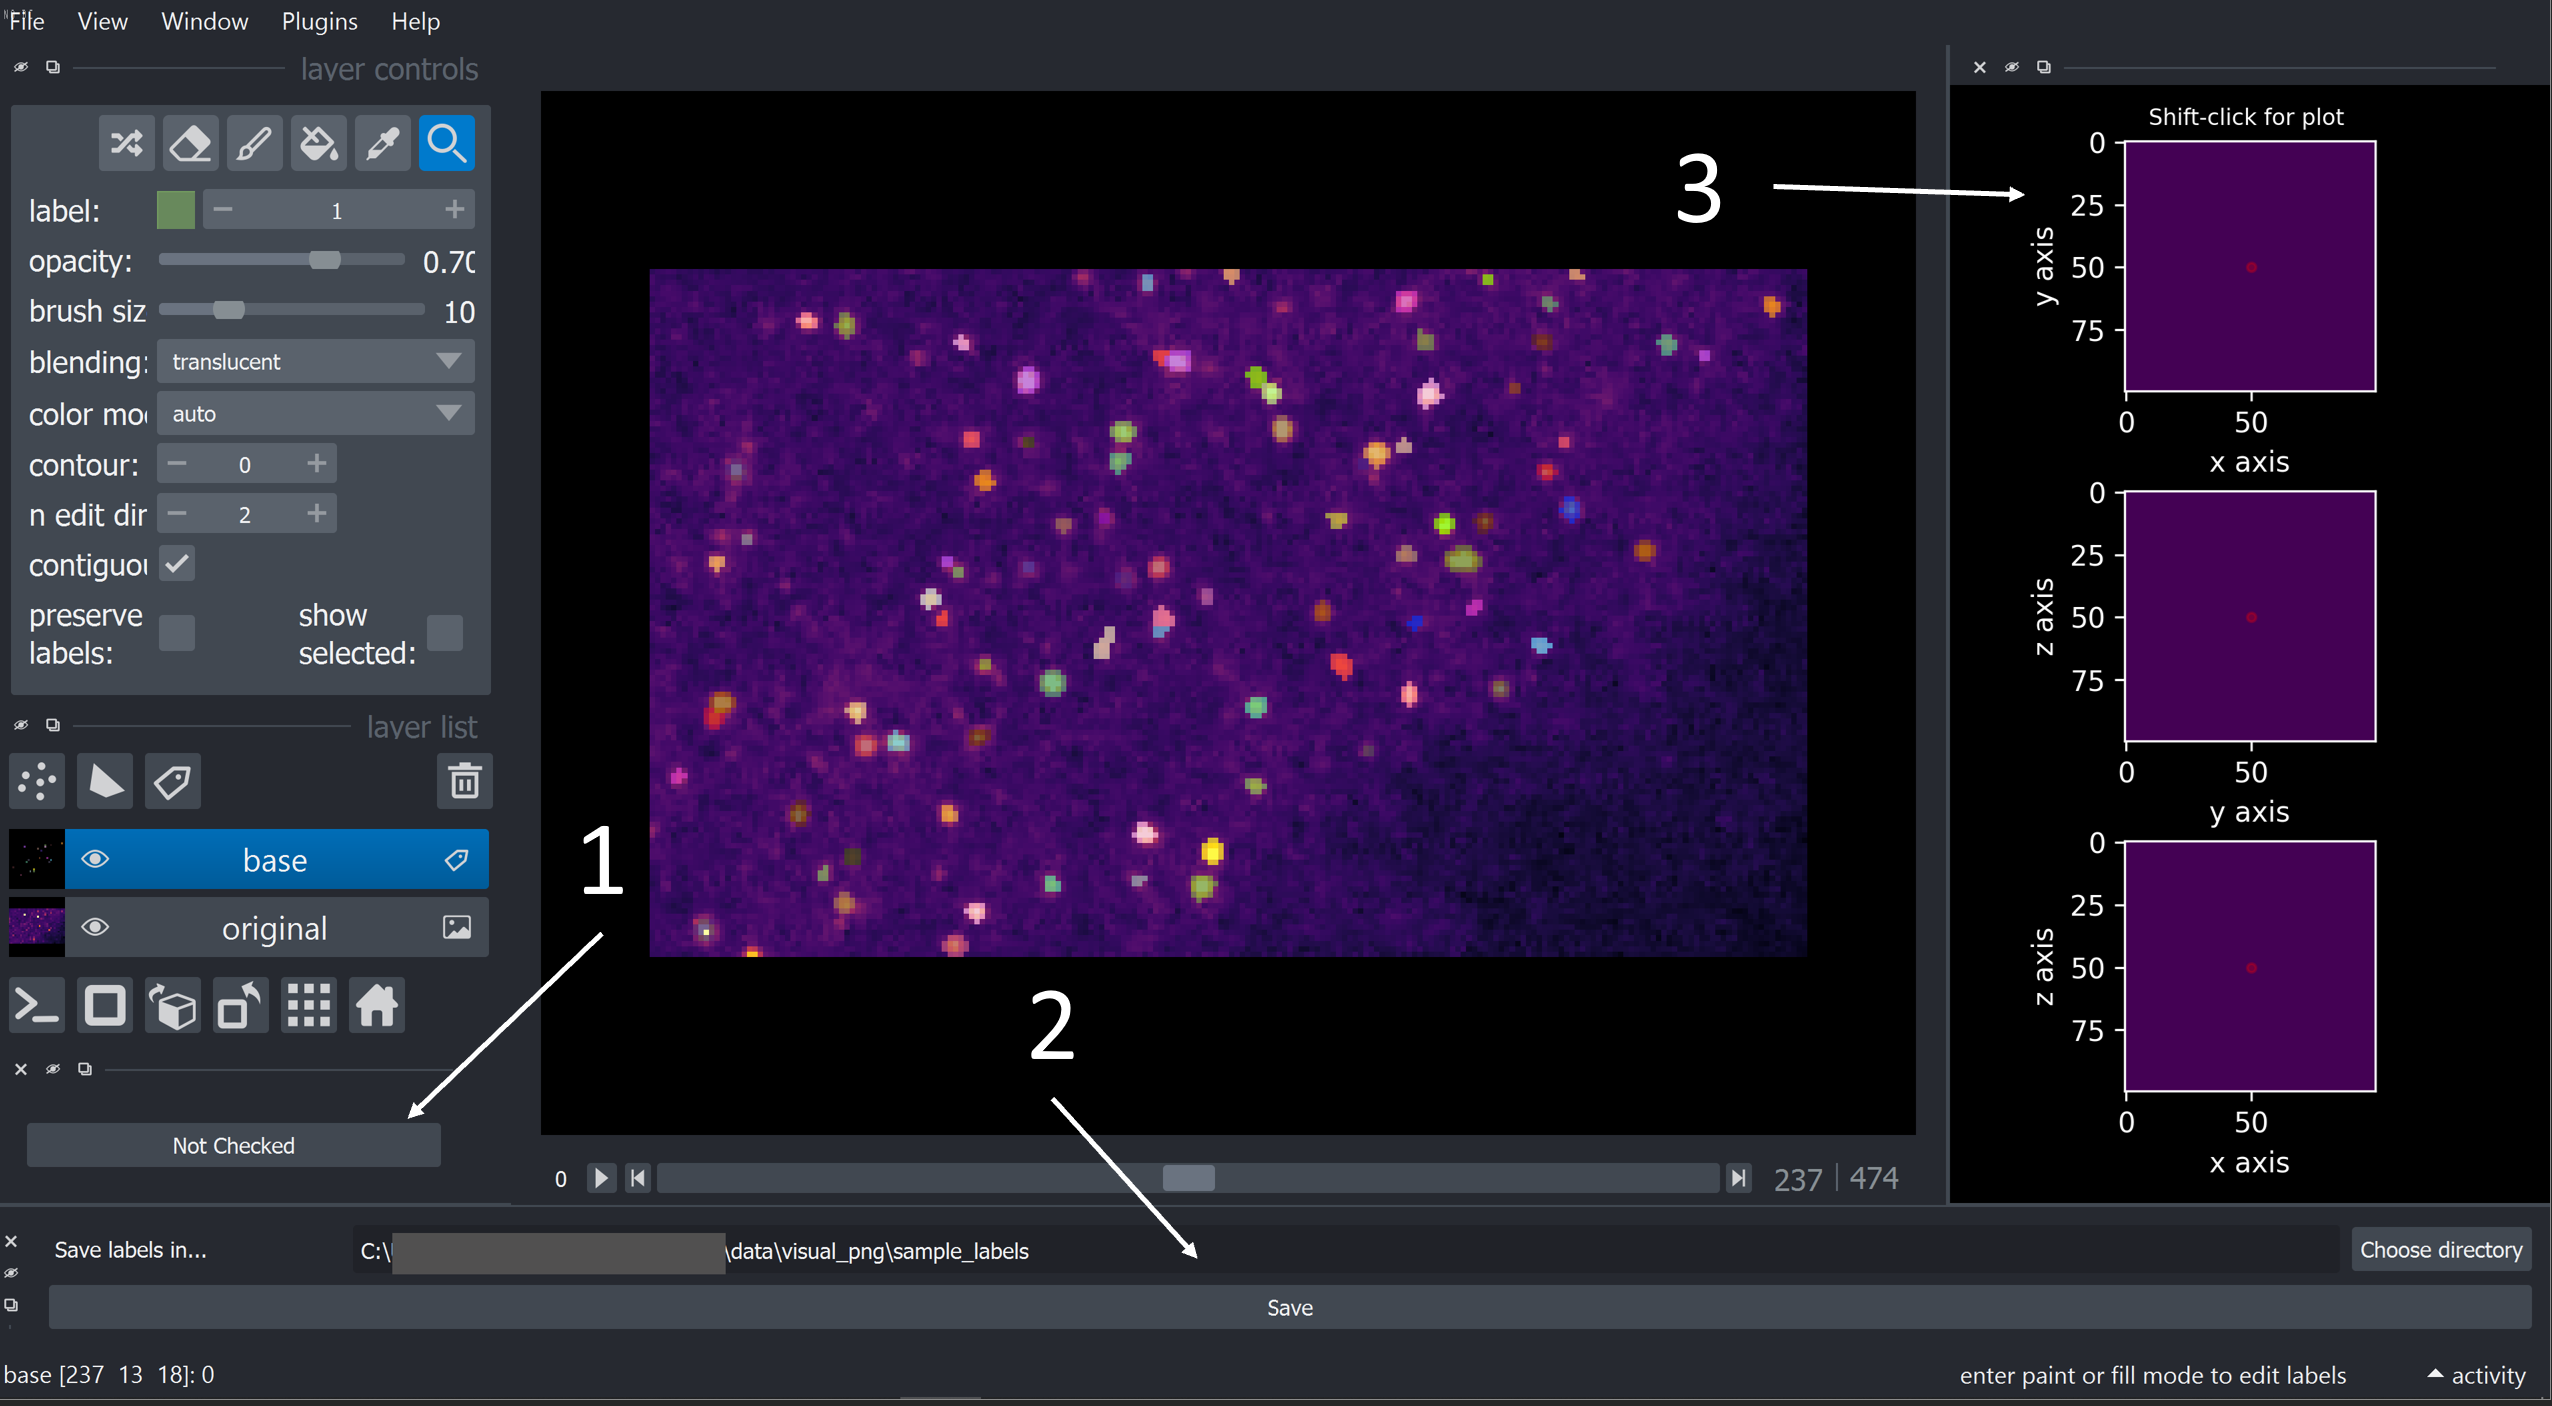 File View Window Plugins Help
layer controls
label: 1
opacity: 0.70
brush siz 10
blending: translucent
color mo auto
contour: 0
n edit dir 2
contiguou
preserve labels: show selected:
layer list
base
original
Not Checked
1
2
3
0 237 | 474
Shift-click for plot
0
25
50
75
y axis
0 50
x axis
0
25
50
75
z axis
0 50
y axis
0
25
50
75
z axis
0 50
x axis
Save labels in... C:\ \data\visual_png\sample_labels Choose directory
Save
base [237 13 18]: 0 enter paint or fill mode to edit labels activity